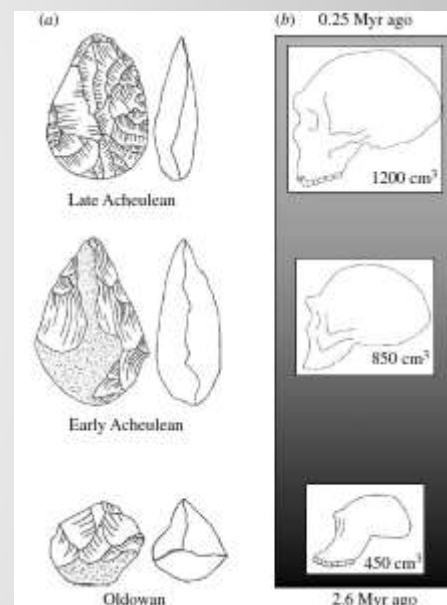 (a)
(b) 0.25 Myr ago
Late Acheulean
1200 cm³
Early Acheulean
850 cm³
Oldowan
450 cm³
2.6 Myr ago